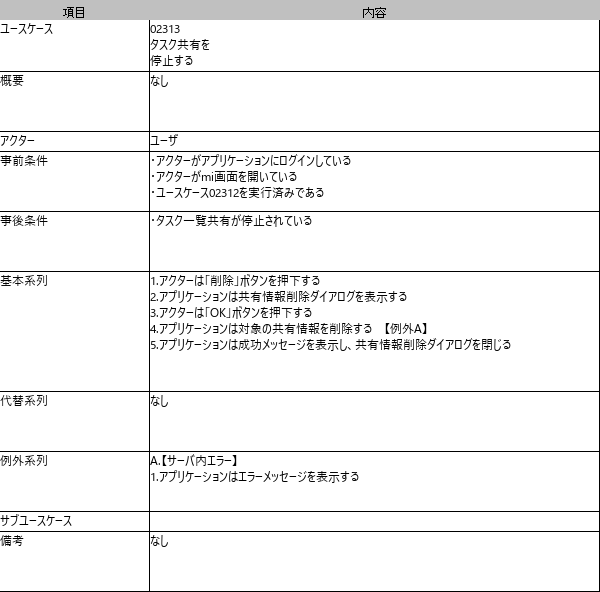 項目 内容
ユースケース 02313
タスク共有を
停止する
概要 なし
アクター ユーザ
事前条件 ・アクターがアプリケーションにログインしている
・アクターがmi画面を開いている
・ユースケース02312を実行済みである
事後条件 ・タスク一覧共有が停止されている
基本系列 1.アクターは「削除」ボタンを押下する
2.アプリケーションは共有情報削除ダイアログを表示する
3.アクターは「OK」ボタンを押下する
4.アプリケーションは対象の共有情報を削除する 【例外A】
5.アプリケーションは成功メッセージを表示し、共有情報削除ダイアログを閉じる
代替系列 なし
例外系列 A.【サーバ内エラー】
1.アプリケーションはエラーメッセージを表示する
サブユースケース
備考 なし